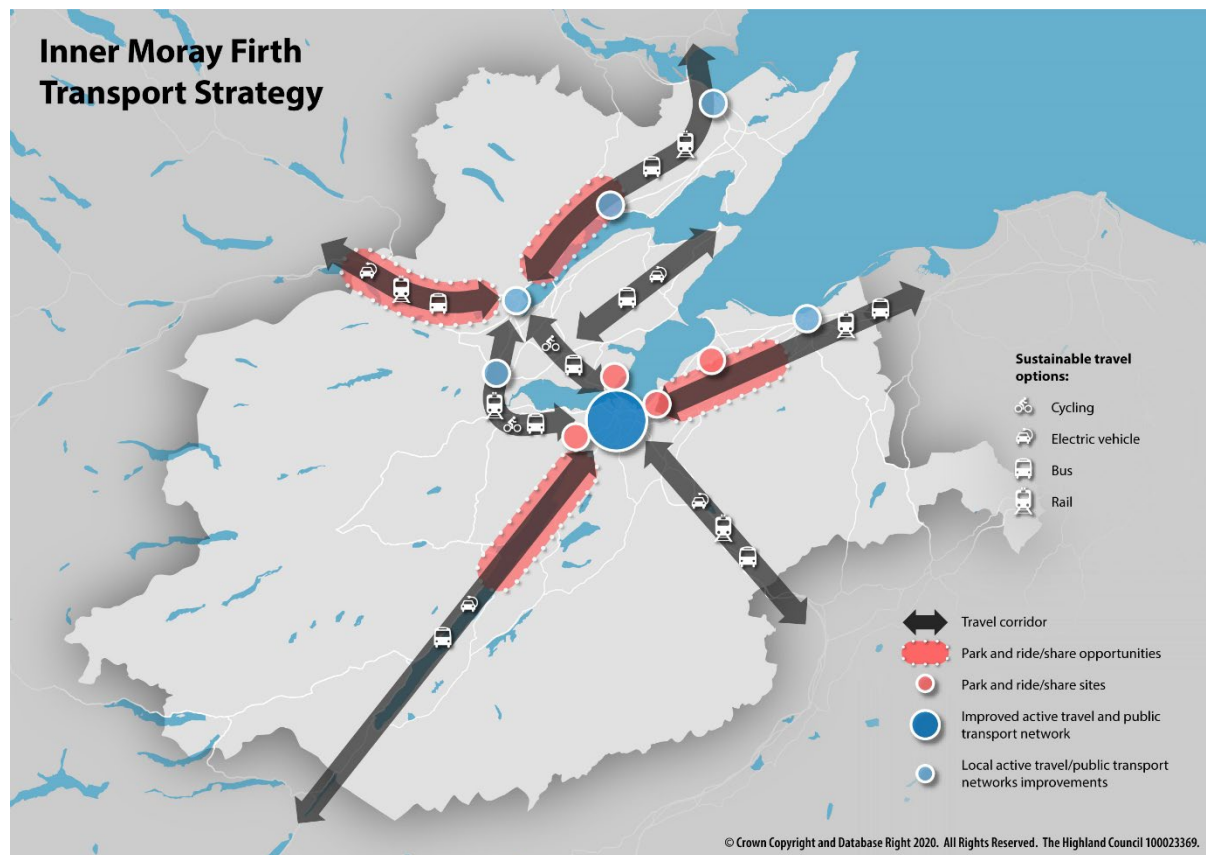 Inner Moray Firth
Transport Strategy
Sustainable travel
options:
Cycling
Electric vehicle
Bus
Rail
Travel corridor
Park and ride/share opportunities
Park and ride/share sites
Improved active travel and public
transport network
Local active travel/public transport
networks improvements
© Crown Copyright and Database Right 2020. All Rights Reserved. The Highland Council 100023369.